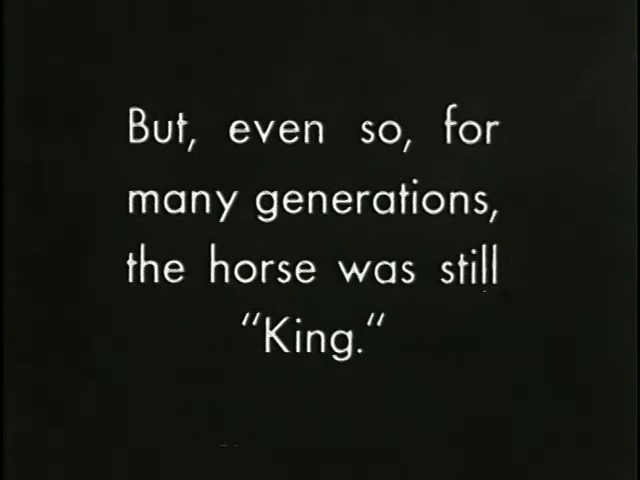 But, even so, for
many generations,
the horse was still
"King."